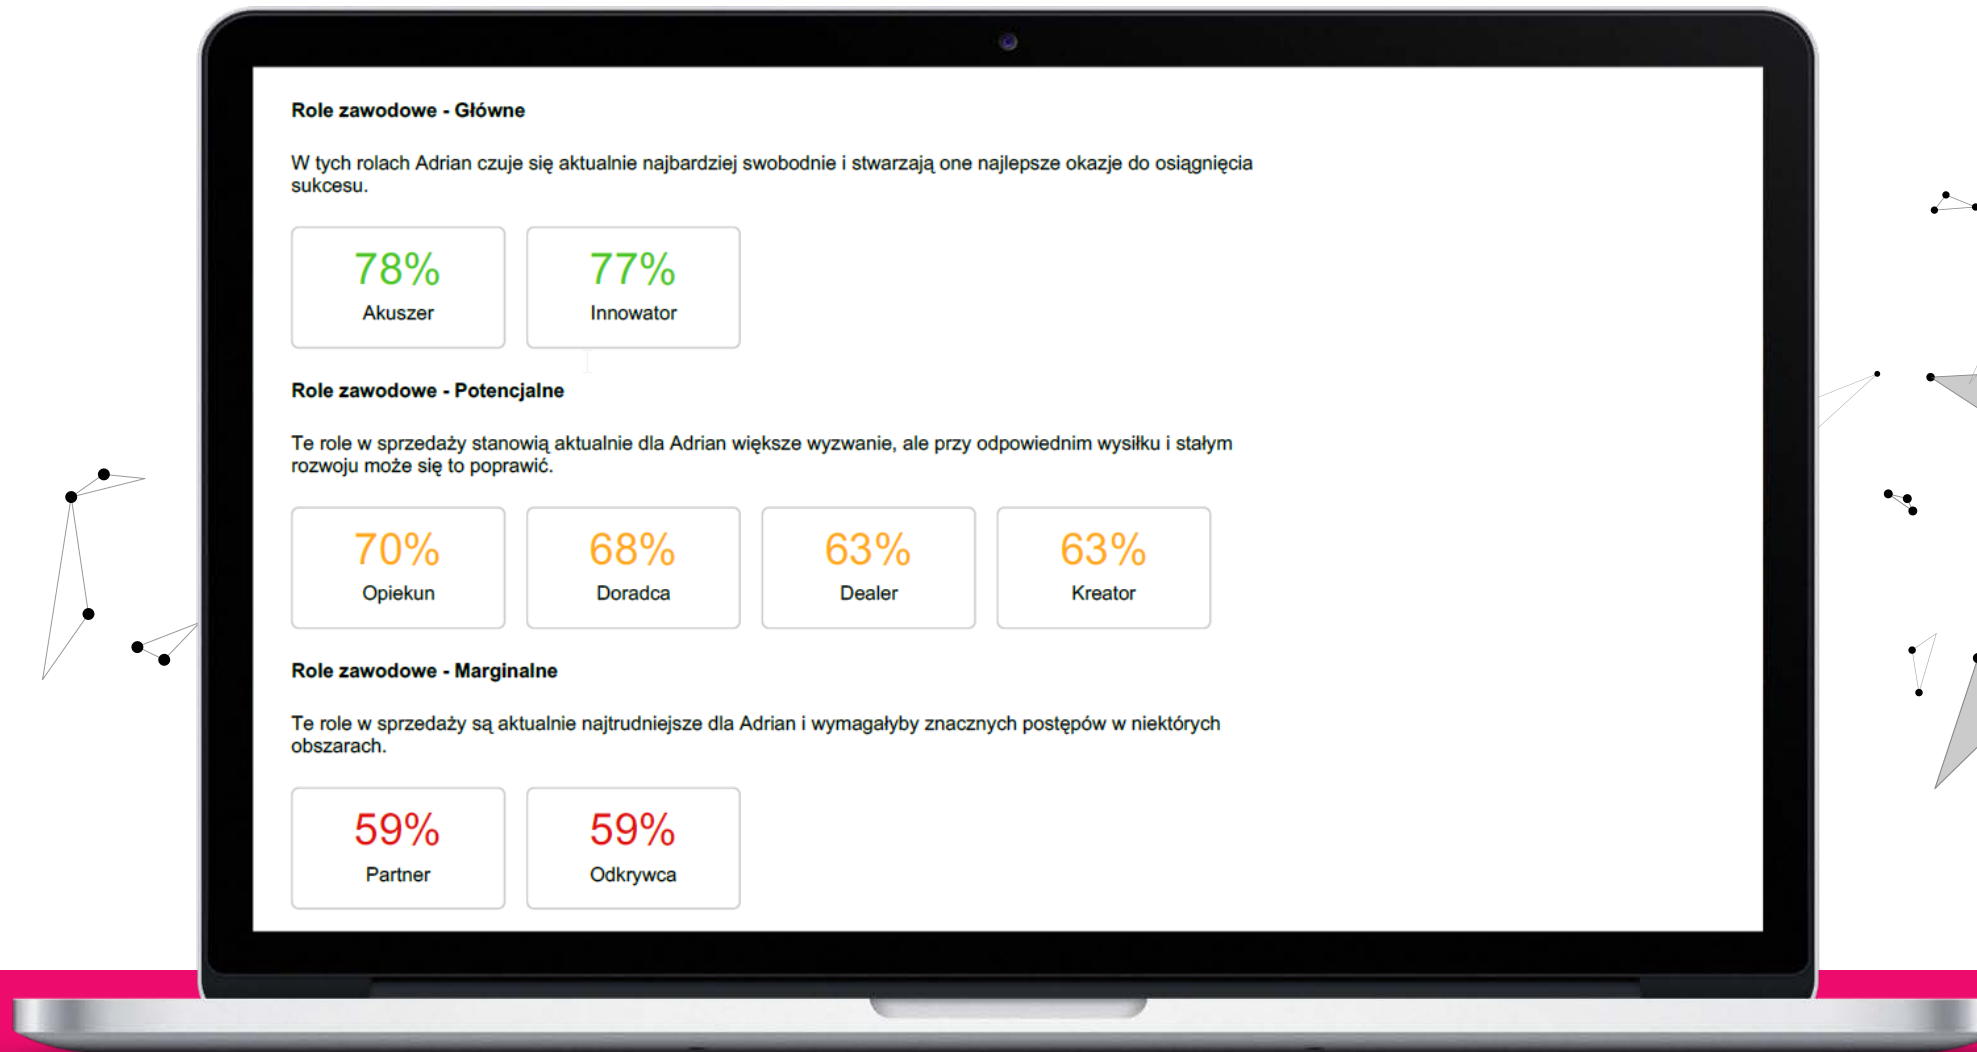 Role zawodowe - Główne
W tych rolach Adrian czuje się aktualnie najbardziej swobodnie i stwarzają one najlepsze okazje do osiągnięcia
sukcesu.
78%
Akuszer
77%
Innowator
Role zawodowe - Potencjalne
Te role w sprzedaży stanowią aktualnie dla Adrian większe wyzwanie, ale przy odpowiednim wysiłku i stałym
rozwoju może się to poprawić.
70%
Opiekun
68%
Doradca
63%
Dealer
63%
Kreator
Role zawodowe - Marginalne
Te role w sprzedaży są aktualnie najtrudniejsze dla Adrian i wymagałyby znacznych postępów w niektórych
obszarach.
59%
Partner
59%
Odkrywca